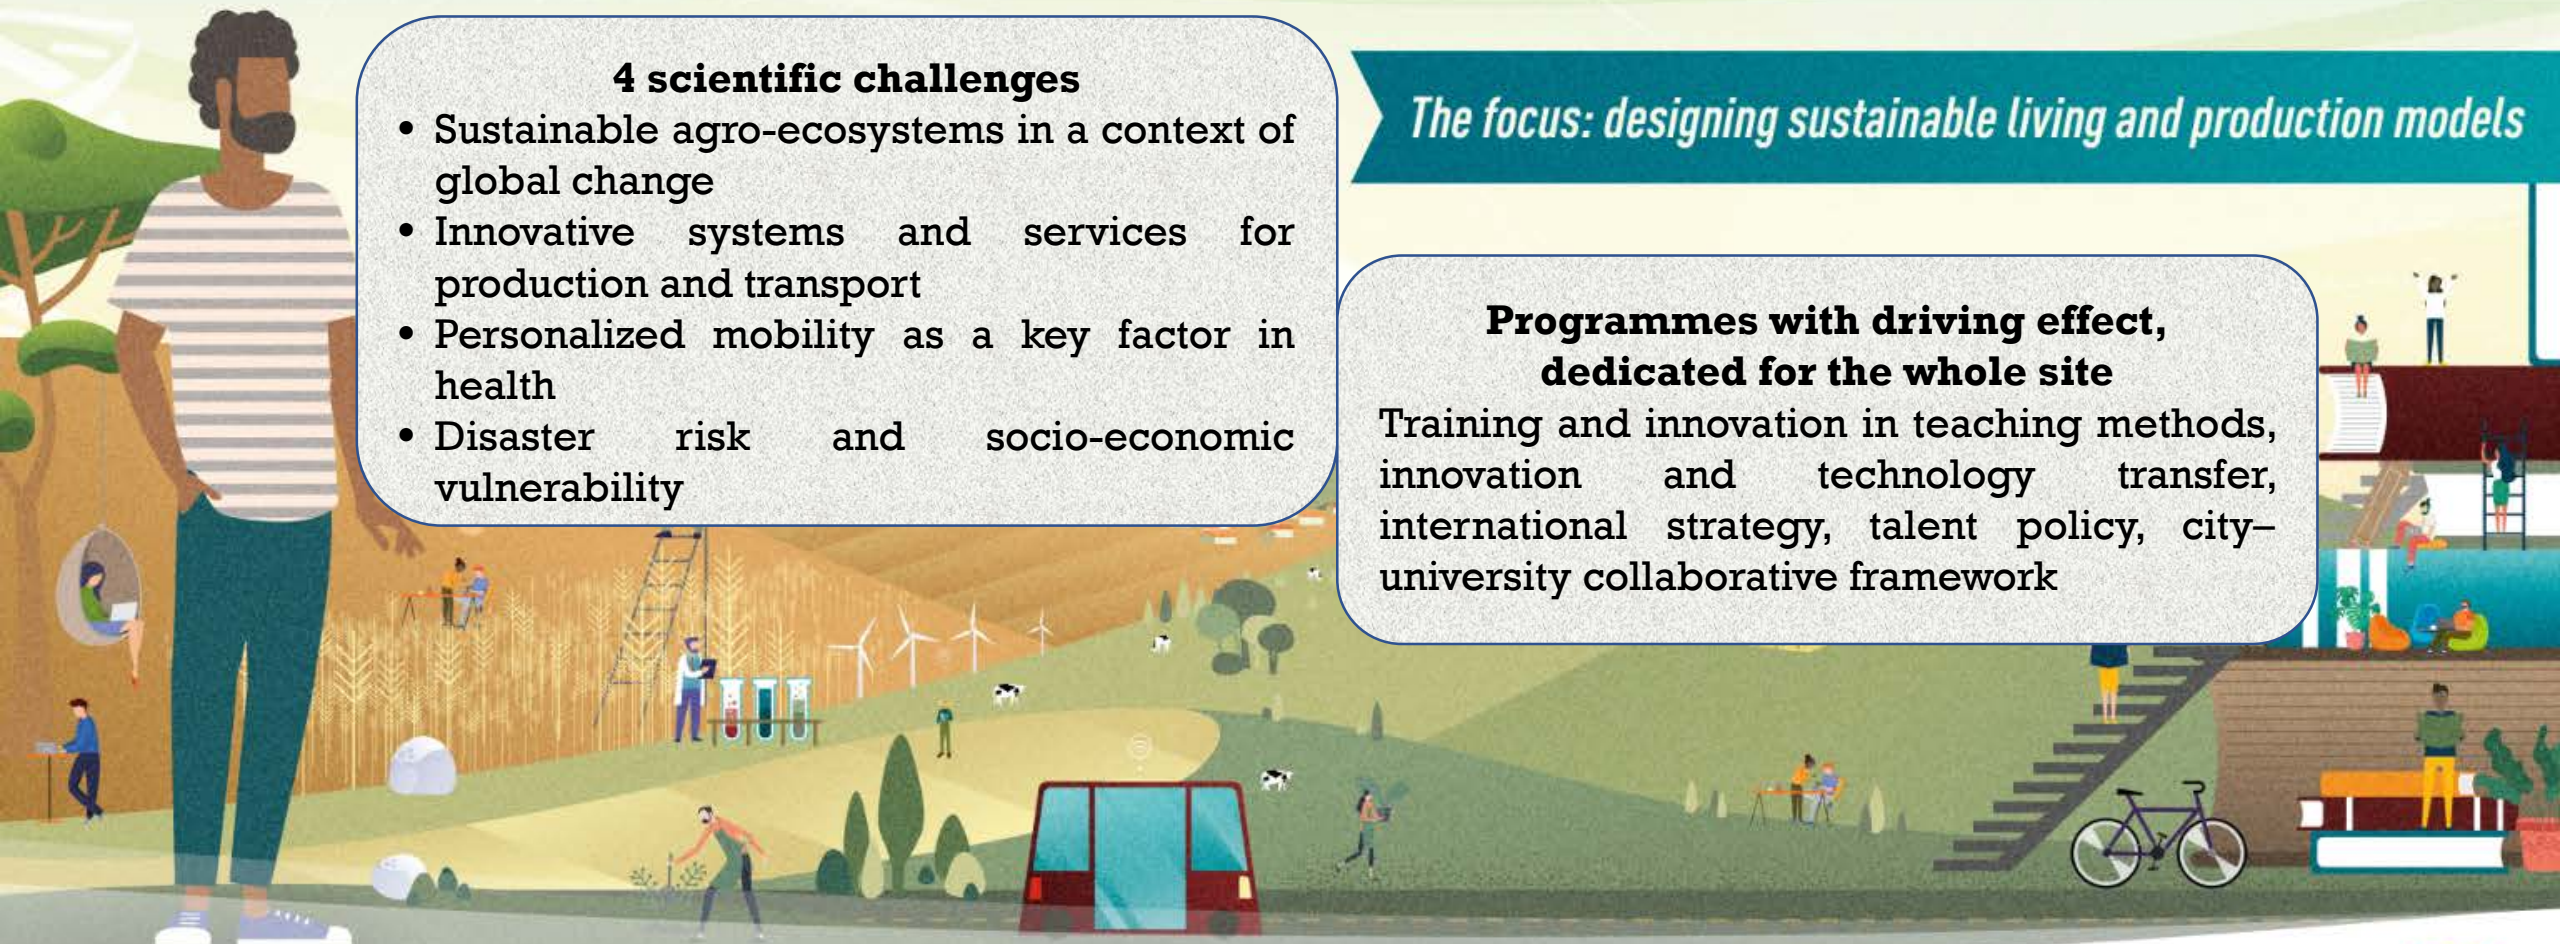 4 scientific challenges
• Sustainable agro-ecosystems in a context of
global change
• Innovative systems and services for
production and transport
• Personalized mobility as a key factor in
health
• Disaster risk and socio-economic
vulnerability
The focus: designing sustainable living and production models
Programmes with driving effect,
dedicated for the whole site
Training and innovation in teaching methods,
innovation and technology transfer,
international strategy, talent policy, city–
university collaborative framework